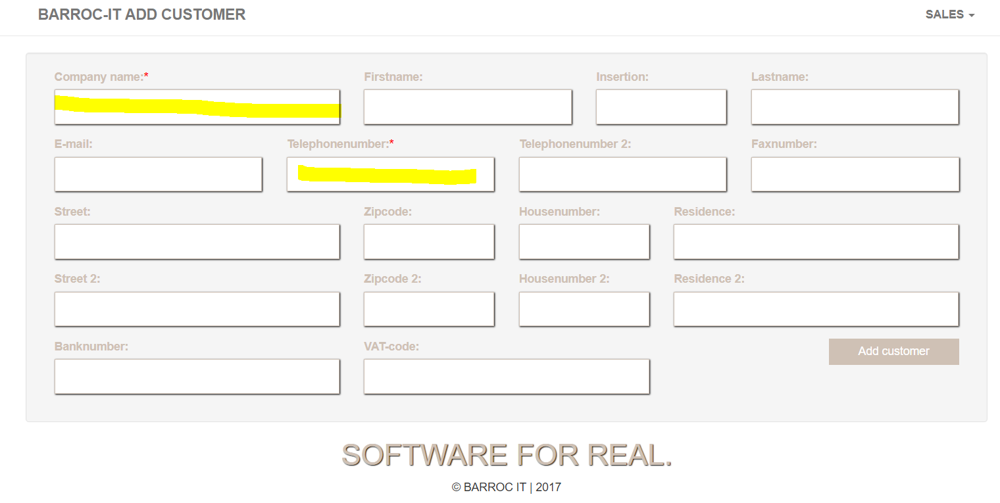 BARROC-IT ADD CUSTOMER SALES
Company name:* Firstname: Insertion: Lastname:
E-mail: Telephonenumber:* Telephonenumber 2: Faxnumber:
Street: Zipcode: Housenumber: Residence:
Street 2: Zipcode 2: Housenumber 2: Residence 2:
Banknumber: VAT-code: Add customer
SOFTWARE FOR REAL.
© BARROC IT | 2017